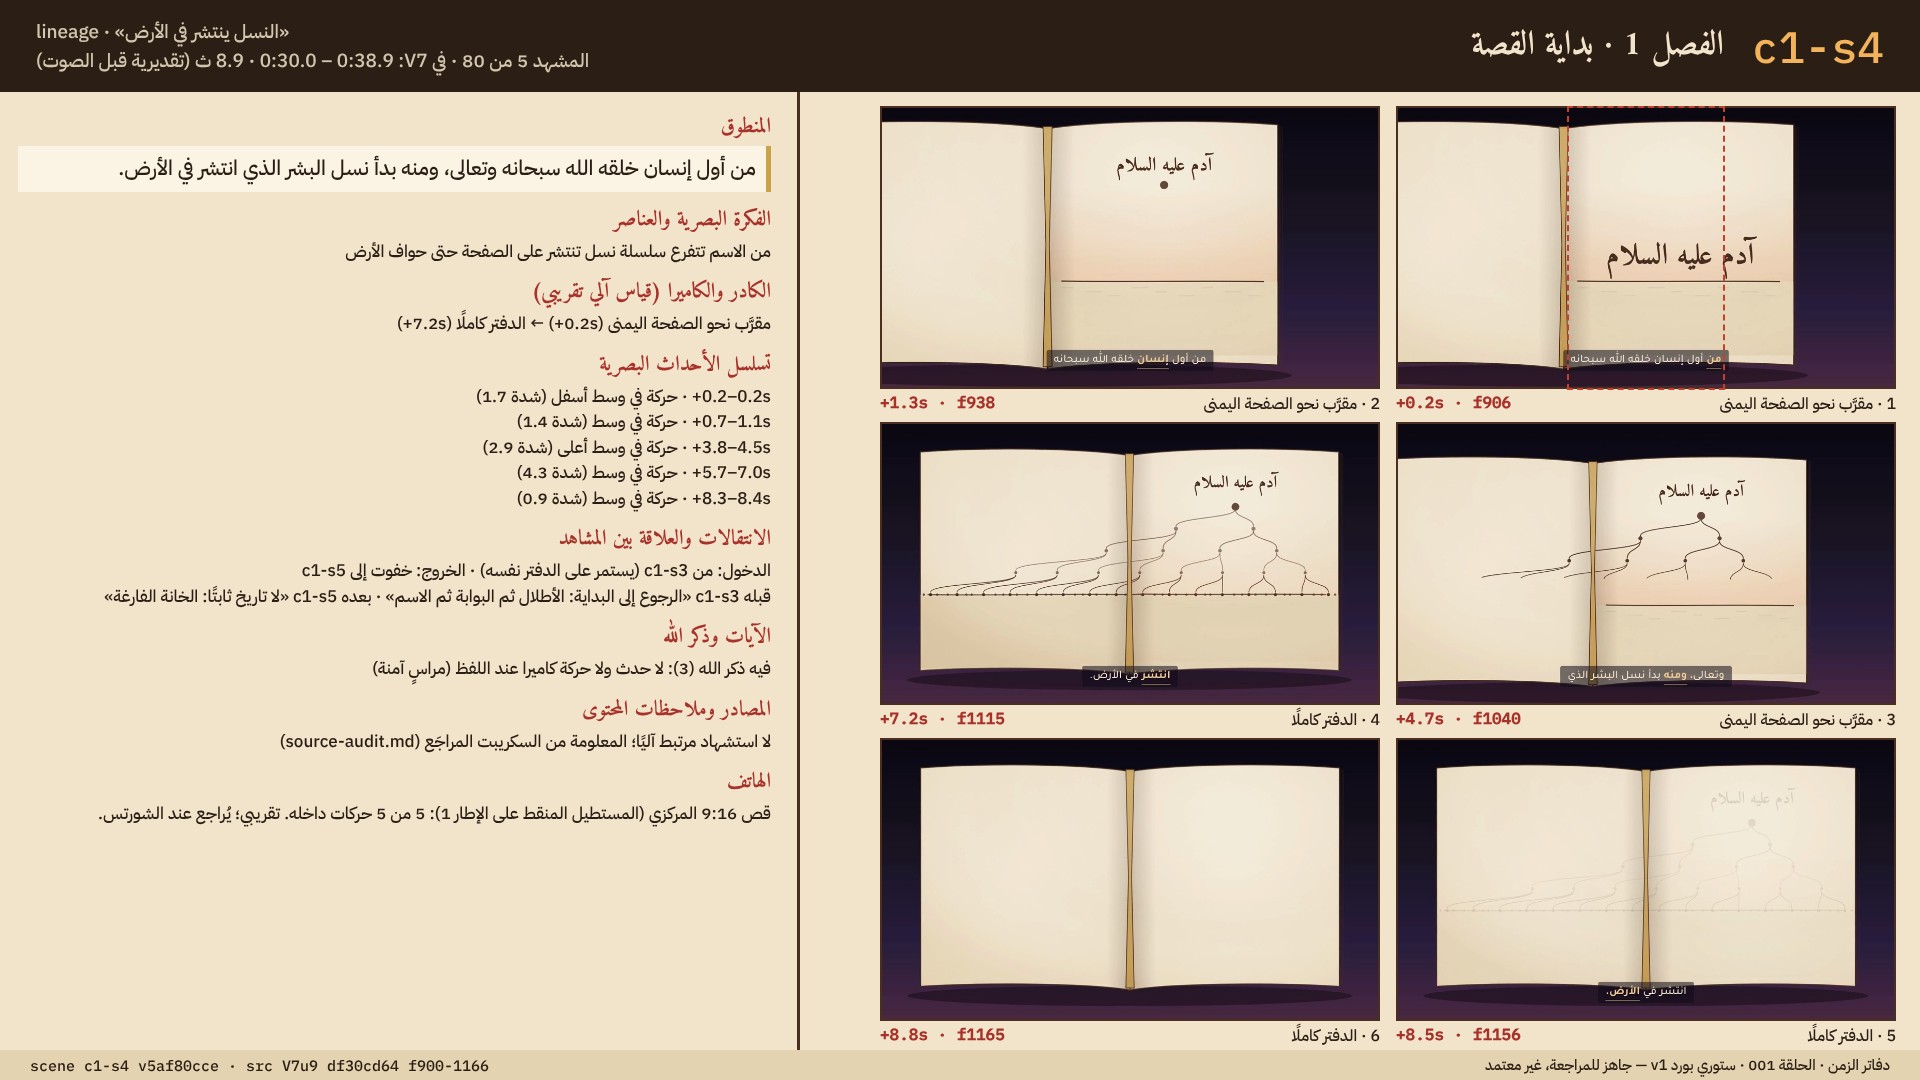 c1-s4 الفصل 1 · بداية القصة
«النسل ينتشر في الأرض» · lineage
المشهد 5 من 80 · في V7: 0:30.0 – 0:38.9 · 8.9 ث (تقديرية قبل الصوت)
آدم عليه السلام
من أول إنسان خلقه الله سبحانه
1 · مقرَّب نحو الصفحة اليمنى
+0.2s · f906
آدم عليه السلام
من أول إنسان خلقه الله سبحانه
2 · مقرَّب نحو الصفحة اليمنى
+1.3s · f938
آدم عليه السلام
وتعالى، ومنه بدأ نسل البشر الذي
3 · مقرَّب نحو الصفحة اليمنى
+4.7s · f1040
آدم عليه السلام
انتشر في الأرض.
4 · الدفتر كاملًا
+7.2s · f1115
آدم عليه السلام
انتشر في الأرض.
5 · الدفتر كاملًا
+8.5s · f1156
6 · الدفتر كاملًا
+8.8s · f1165
المنطوق
من أول إنسان خلقه الله سبحانه وتعالى، ومنه بدأ نسل البشر الذي انتشر في الأرض.
الفكرة البصرية والعناصر
من الاسم تتفرع سلسلة نسل تنتشر على الصفحة حتى حواف الأرض
الكادر والكاميرا (قياس آلي تقريبي)
مقرَّب نحو الصفحة اليمنى (+0.2s) ← الدفتر كاملًا (+7.2s)
تسلسل الأحداث البصرية
+0.2–0.2s · حركة في وسط أسفل (شدة 1.7)
+0.7–1.1s · حركة في وسط (شدة 1.4)
+3.8–4.5s · حركة في وسط أعلى (شدة 2.9)
+5.7–7.0s · حركة في وسط (شدة 4.3)
+8.3–8.4s · حركة في وسط (شدة 0.9)
الانتقالات والعلاقة بين المشاهد
الدخول: من c1-s3 (يستمر على الدفتر نفسه) · الخروج: خفوت إلى c1-s5
قبله c1-s3 «الرجوع إلى البداية: الأطلال ثم البوابة ثم الاسم» · بعده c1-s5 «لا تاريخ ثابتًا: الخانة الفارغة»
الآيات وذكر الله
فيه ذكر الله (3): لا حدث ولا حركة كاميرا عند اللفظ (مراسٍ آمنة)
المصادر وملاحظات المحتوى
لا استشهاد مرتبط آليًا؛ المعلومة من السكريبت المراجَع (source-audit.md)
الهاتف
قص 9:16 المركزي (المستطيل المنقط على الإطار 1): 5 من 5 حركات داخله. تقريبي؛ يُراجع عند الشورتس.
دفاتر الزمن · الحلقة 001 · ستوري بورد v1 — جاهز للمراجعة، غير معتمد
scene c1-s4 v5af80cce · src V7u9 df30cd64 f900-1166